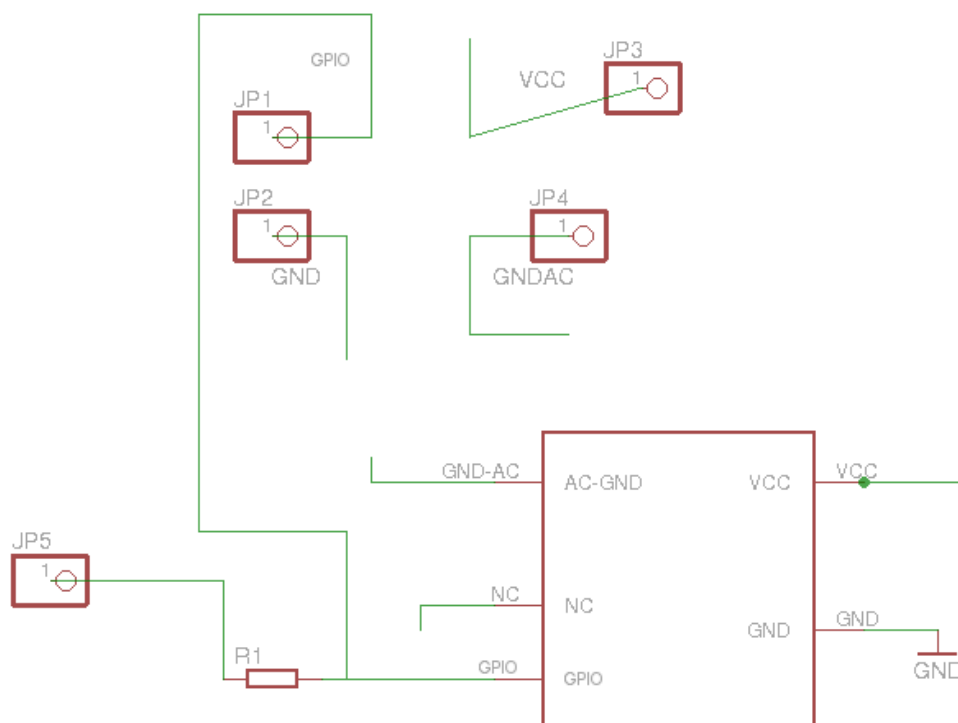 GPIO
JP3
1
VCC
JP1
1
JP2
1
GND
JP4
1
GNDAC
GND-AC
AC-GND
VCC
VCC
JP5
1
NC
NC
GND
GND
GND
R1
GPIO
GPIO